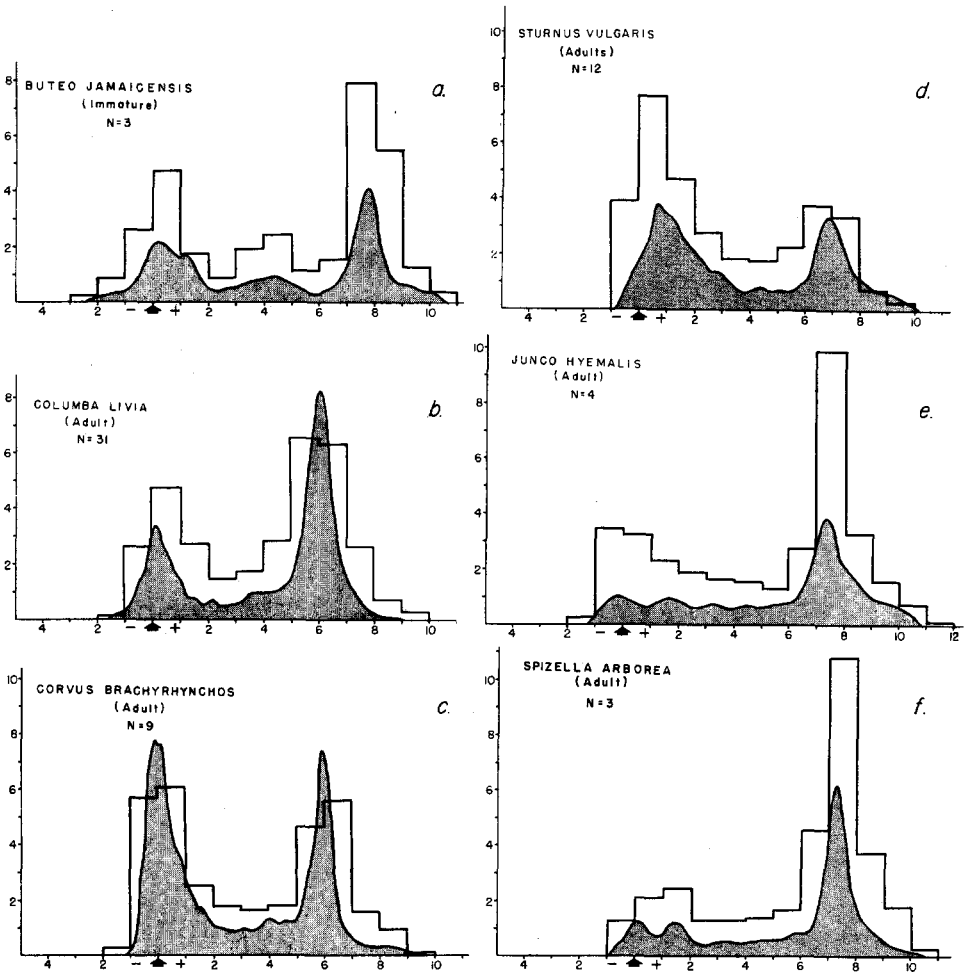 BUTEO JAMAICENSIS
(Immature)
N=3
a.
8
6
4
2
4 2 − + 2 4 6 8 10
COLUMBA LIVIA
(Adult)
N=31
b.
8
6
4
2
4 2 − + 2 4 6 8 10
CORVUS BRACHYRHYNCHOS
(Adult)
N=9
c.
10
8
6
4
2
4 2 − + 2 4 6 8 10
STURNUS VULGARIS
(Adults)
N=12
d.
10
8
6
4
2
4 2 − + 2 4 6 8 10
JUNCO HYEMALIS
(Adult)
N=4
e.
10
8
6
4
2
4 2 − + 2 4 6 8 10 12
SPIZELLA ARBOREA
(Adult)
N=3
f.
10
8
6
4
2
4 2 − + 2 4 6 8 10